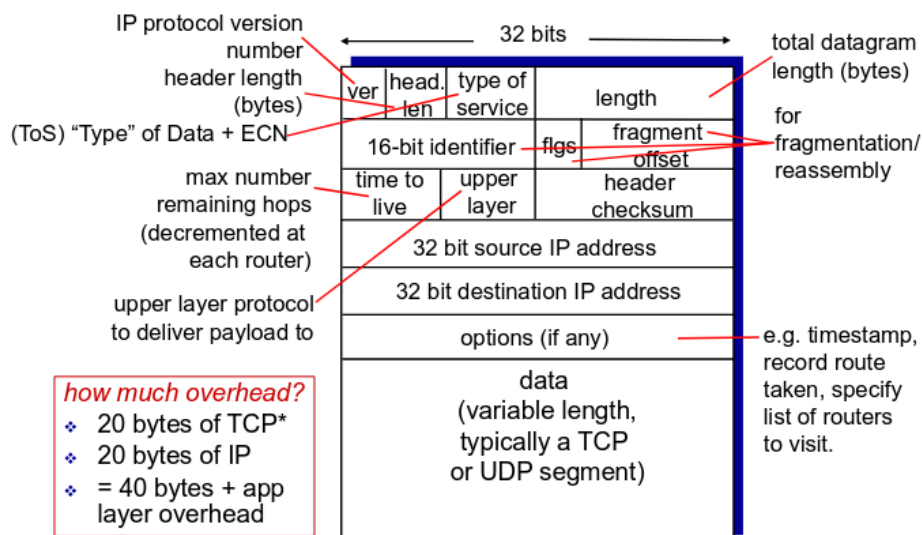 32 bits
IP protocol version
number
header length
(bytes)
(ToS) “Type” of Data + ECN
max number
remaining hops
(decremented at
each router)
upper layer protocol
to deliver payload to
ver
head.
len
type of
service
length
16-bit identifier
flgs
fragment
offset
time to
live
upper
layer
header
checksum
32 bit source IP address
32 bit destination IP address
options (if any)
data
(variable length,
typically a TCP
or UDP segment)
total datagram
length (bytes)
for
fragmentation/
reassembly
e.g. timestamp,
record route
taken, specify
list of routers
to visit.
how much overhead?
❖ 20 bytes of TCP*
❖ 20 bytes of IP
❖ = 40 bytes + app
layer overhead